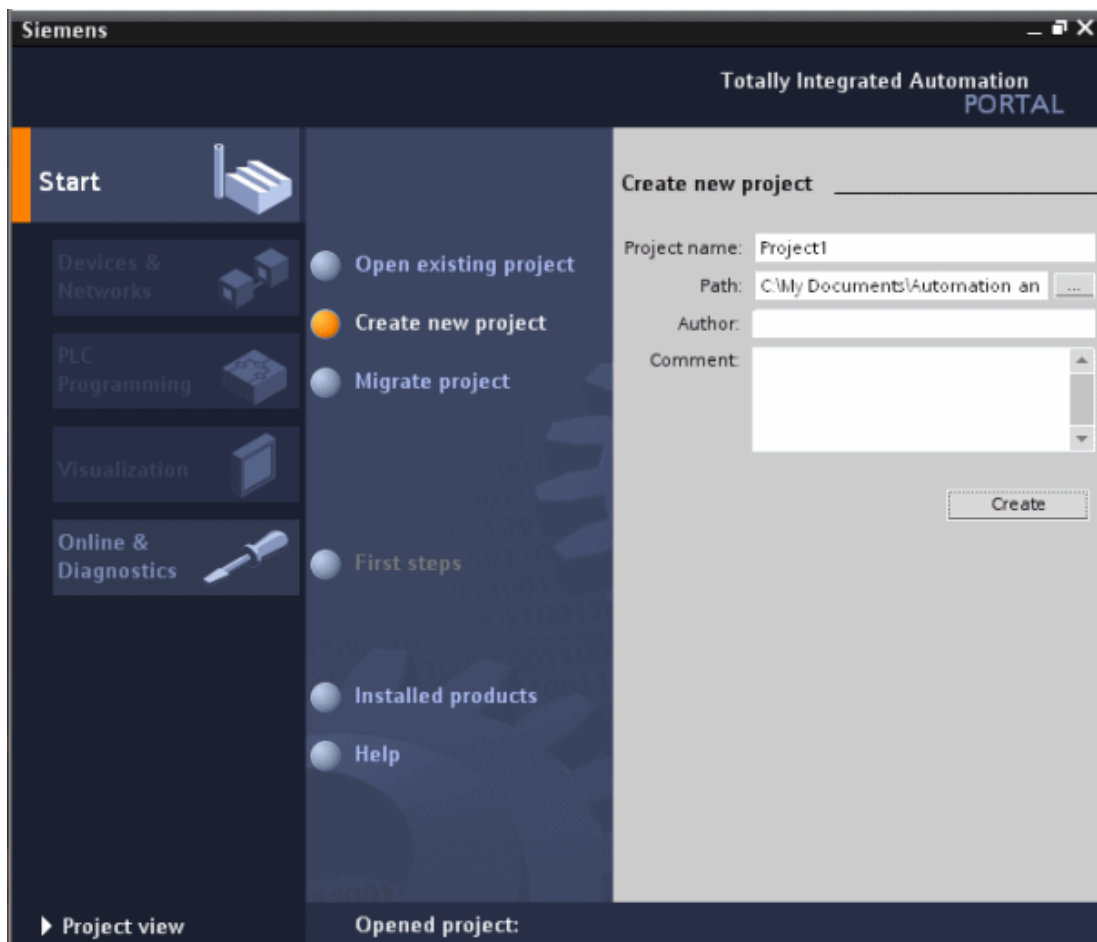 Siemens
Totally Integrated Automation
PORTAL
Start
Devices &
Networks
PLC
Programming
Visualization
Online &
Diagnostics
Open existing project
Create new project
Migrate project
First steps
Installed products
Help
Create new project
Project name: Project1
Path: C:\My Documents\Automation an ...
Author:
Comment:
Create
Project view
Opened project: